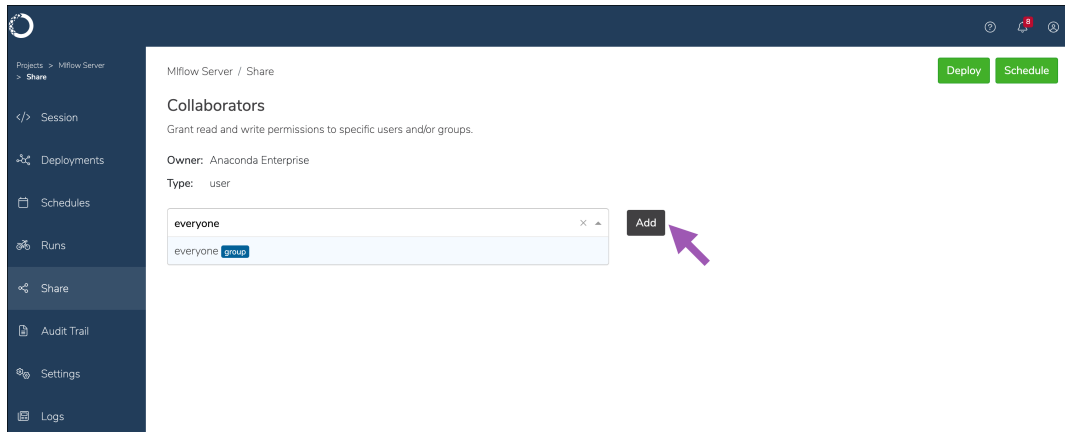 8
Projects > Mlflow Server
> Share
Mlflow Server / Share
Deploy
Schedule
Collaborators
Grant read and write permissions to specific users and/or groups.
Owner: Anaconda Enterprise
Type: user
everyone
Add
everyone group
</> Session
Deployments
Schedules
Runs
Share
Audit Trail
Settings
Logs